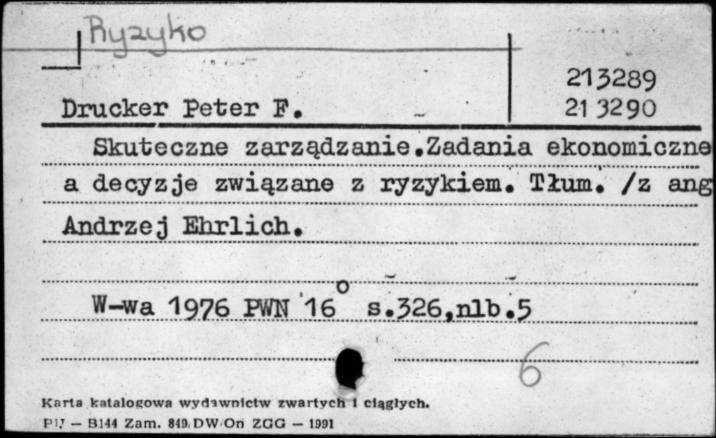 Ryzyko
213289
Drucker Peter F. 213290
Skuteczne zarządzanie.Zadania ekonomiczne
a decyzje związane z ryzykiem. Tłum. /z ang
Andrzej Ehrlich.
W-wa 1976 PWN 16° s.326,nlb.5
6
Karta katalogowa wydawnictw zwartych i ciągłych.
PU — B144 Zam. 849/DW/On ZGG — 1991